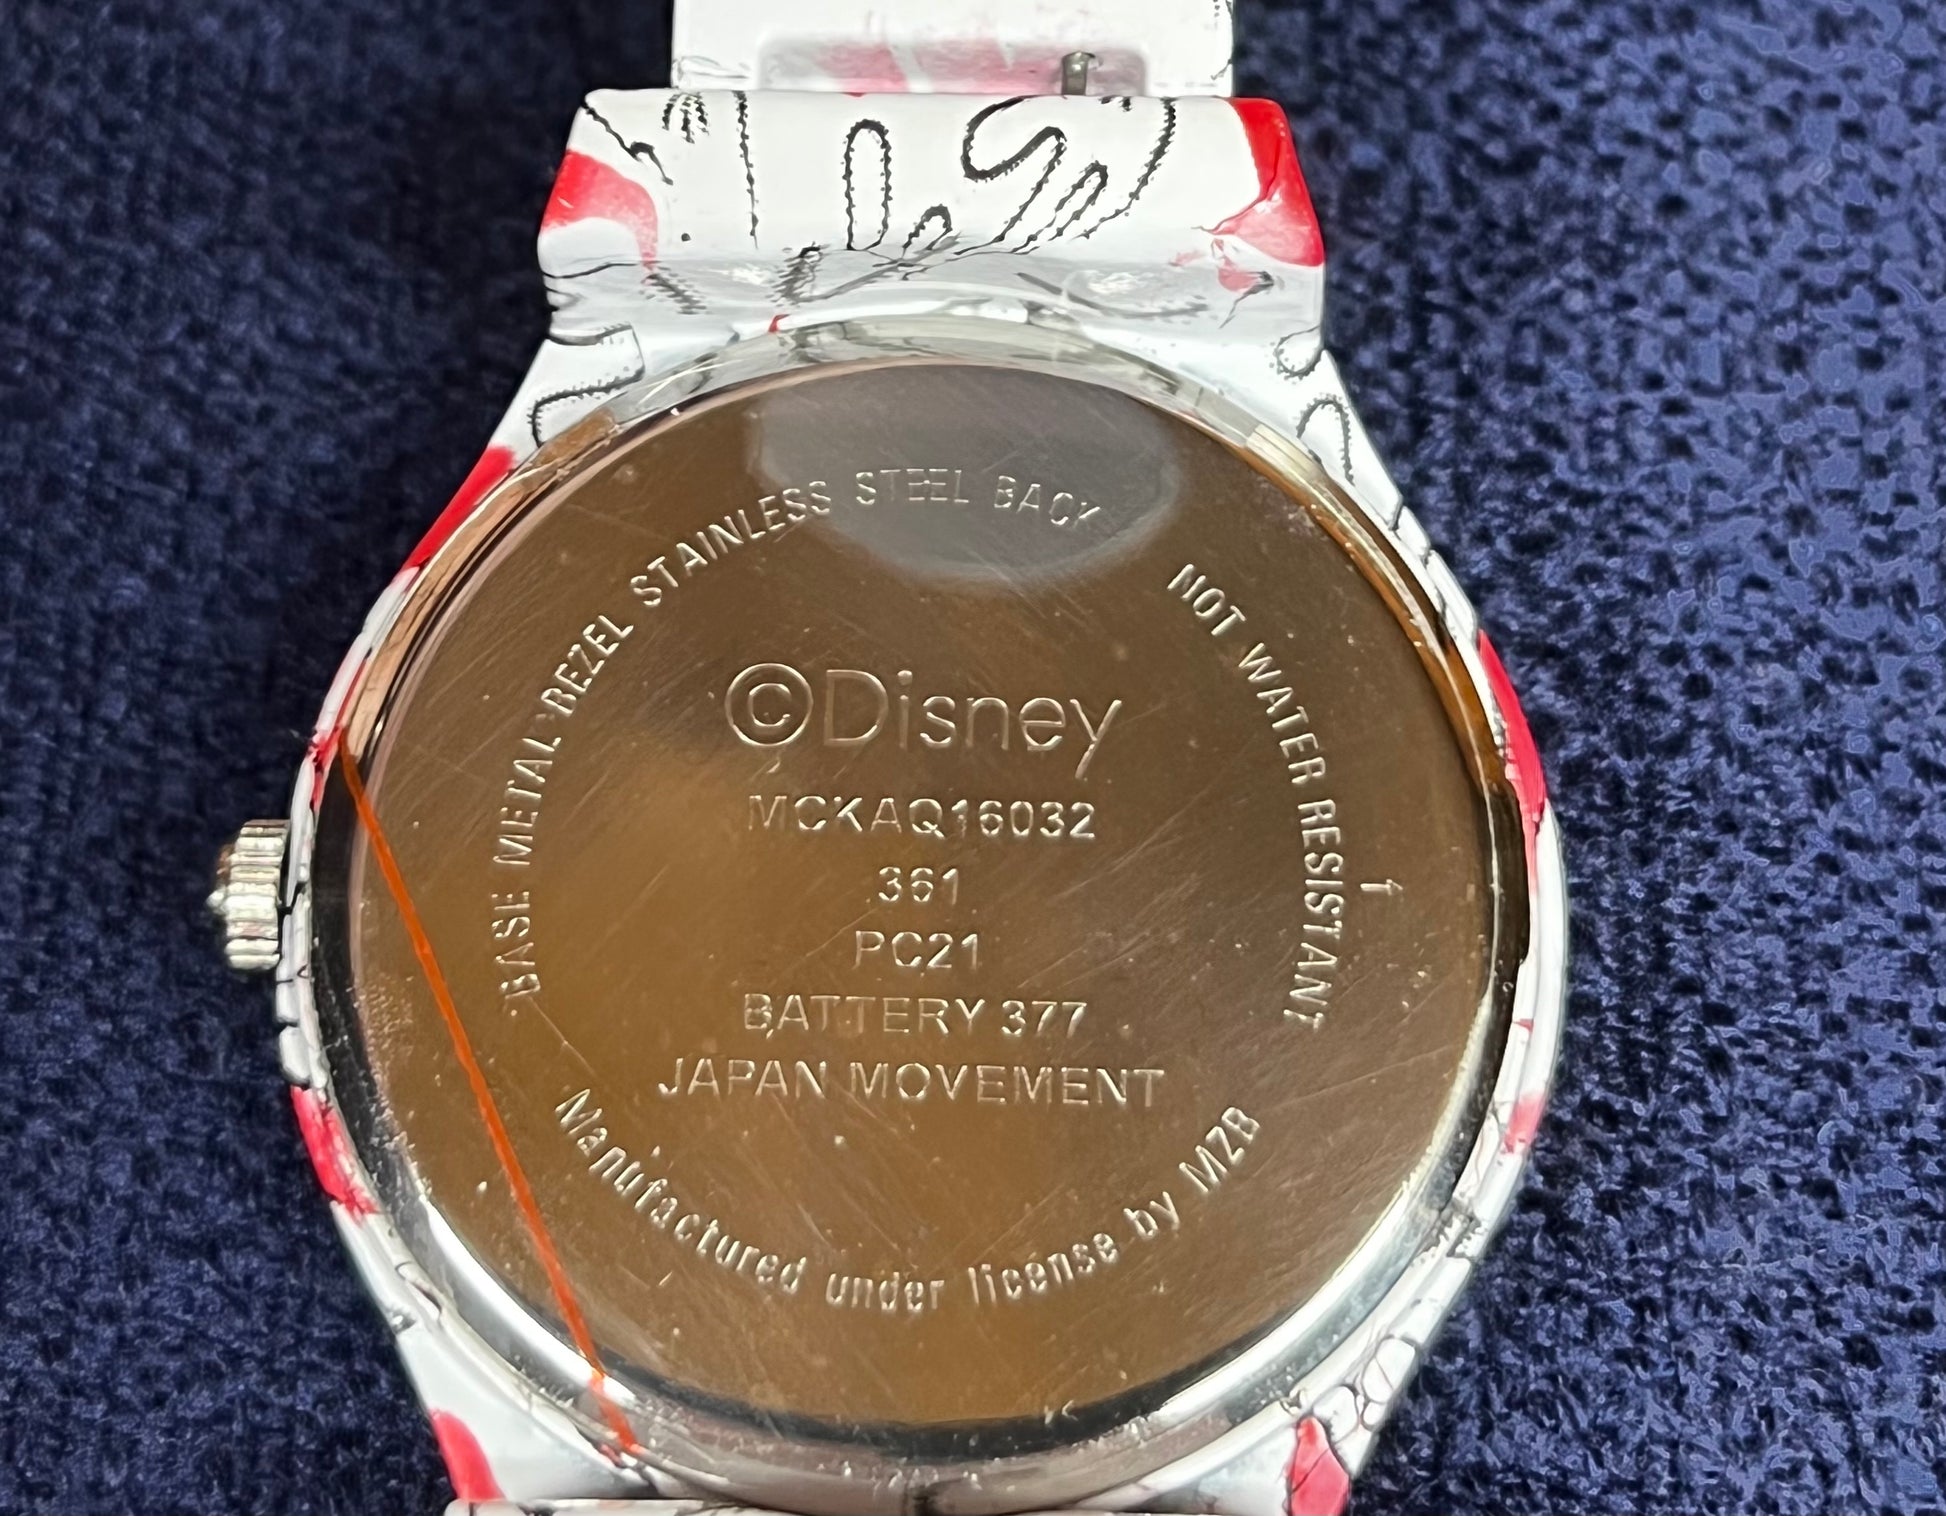 BASE METAL BEZEL STAINLESS STEEL BACK
NOT WATER RESISTANT
©Disney
MCKAQ16032
361
PC21
BATTERY 377
JAPAN MOVEMENT
Manufactured under license by MZB